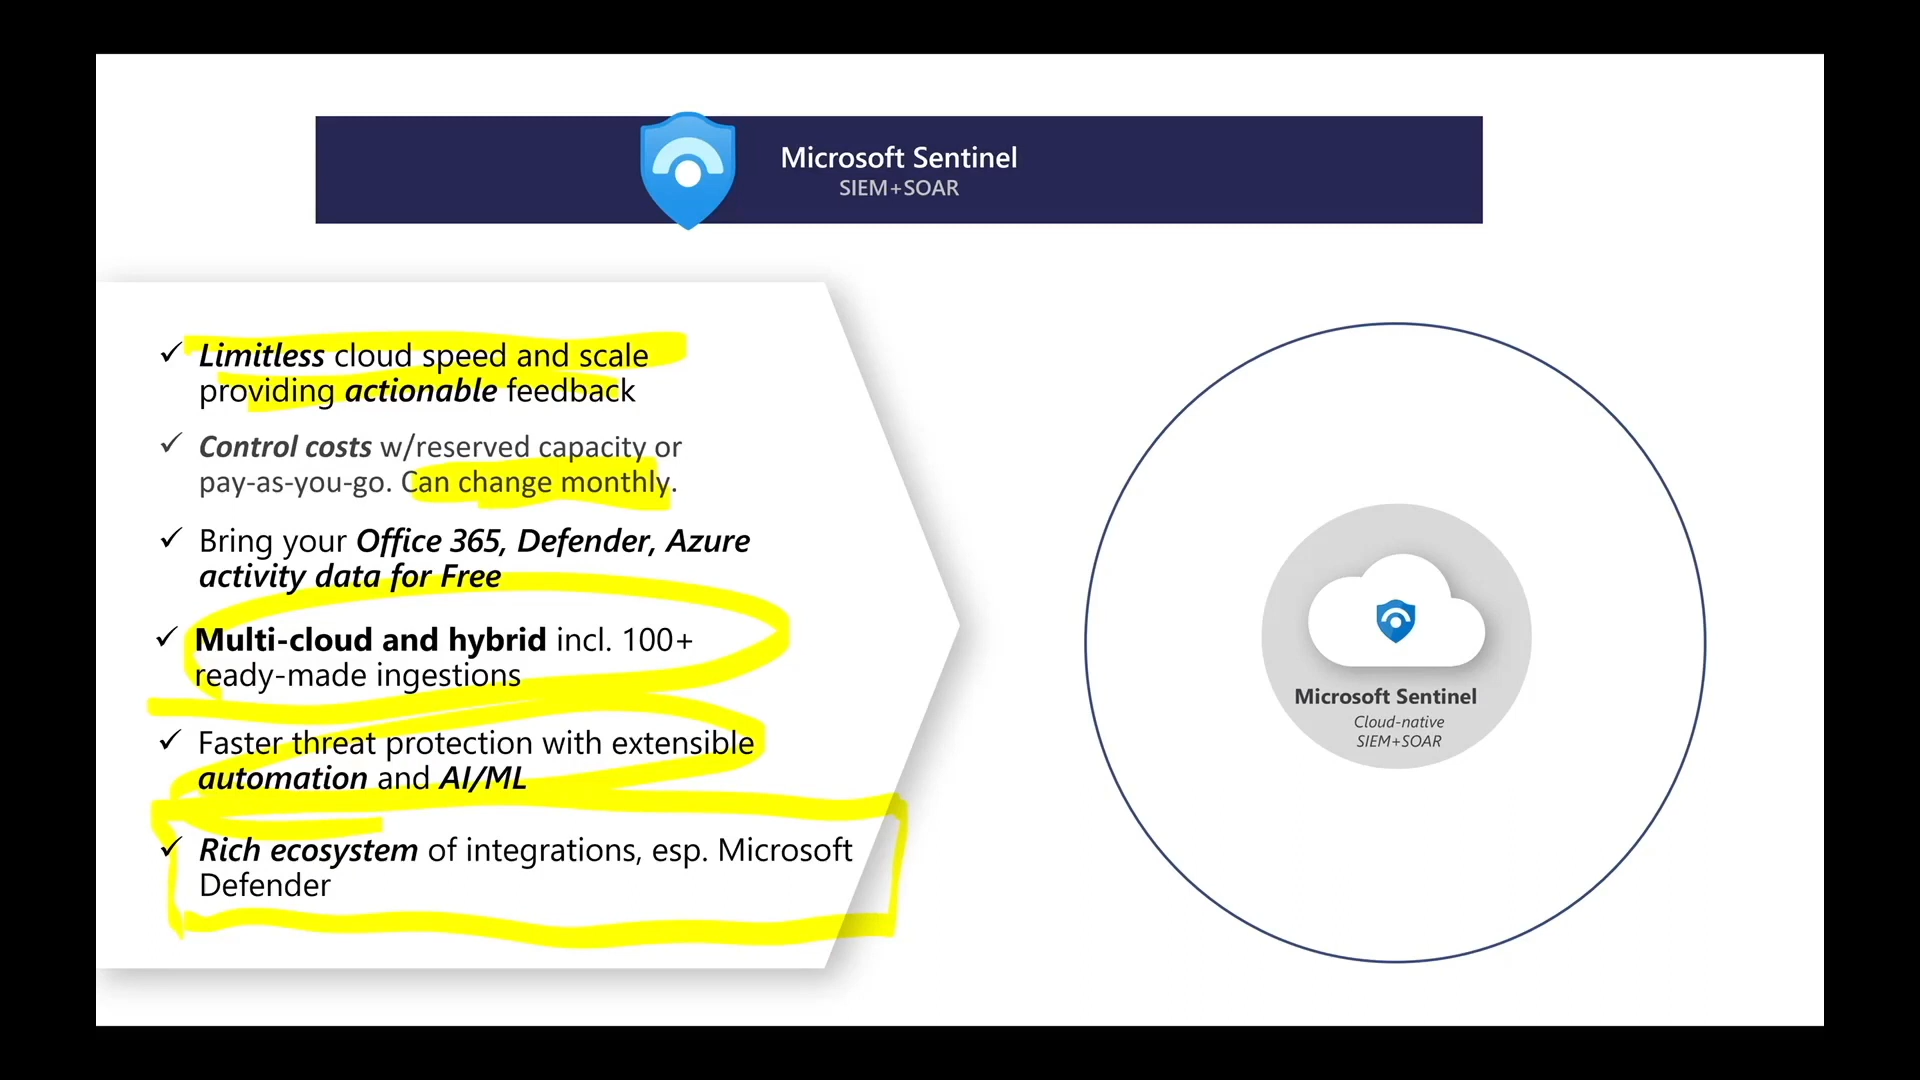 Microsoft Sentinel
SIEM+SOAR
✓ Limitless cloud speed and scale
providing actionable feedback
✓ Control costs w/reserved capacity or
pay-as-you-go. Can change monthly.
✓ Bring your Office 365, Defender, Azure
activity data for Free
✓ Multi-cloud and hybrid incl. 100+
ready-made ingestions
✓ Faster threat protection with extensible
automation and AI/ML
✓ Rich ecosystem of integrations, esp. Microsoft
Defender
Microsoft Sentinel
Cloud-native
SIEM+SOAR